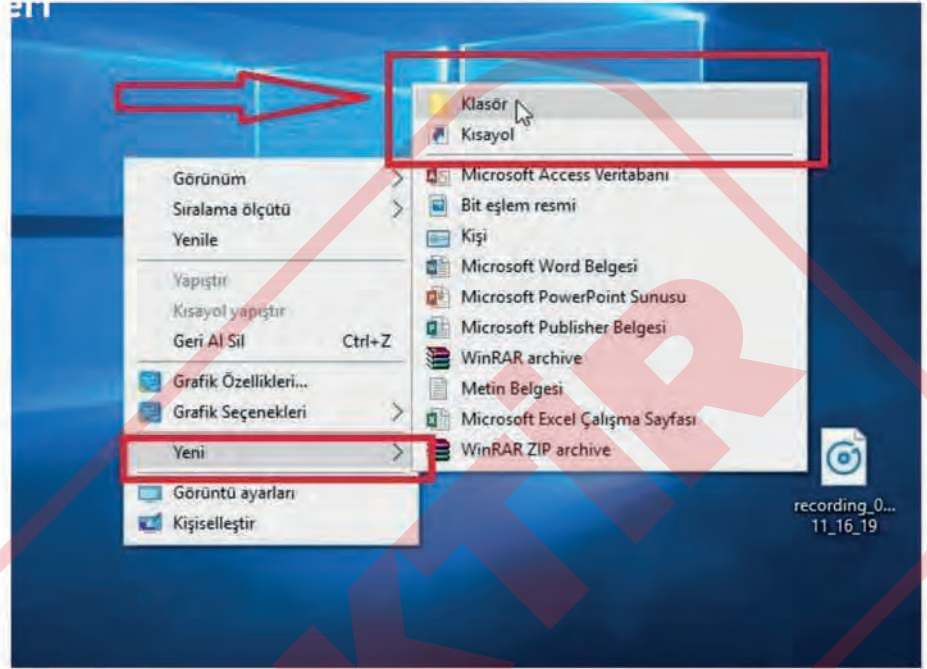 eri
Klasör
Kısayol
Microsoft Access Veritabanı
Bit eşlem resmi
Kişi
Microsoft Word Belgesi
Microsoft PowerPoint Sunusu
Microsoft Publisher Belgesi
WinRAR archive
Metin Belgesi
Microsoft Excel Çalışma Sayfası
WinRAR ZIP archive
Görünüm
Sıralama ölçütü
Yenile
Yapıştır
Kısayol yapıştır
Geri Al Sil Ctrl+Z
Grafik Özellikleri...
Grafik Seçenekleri
Yeni
Görüntü ayarları
Kişiselleştir
recording_0...
11_16_19
KTİR